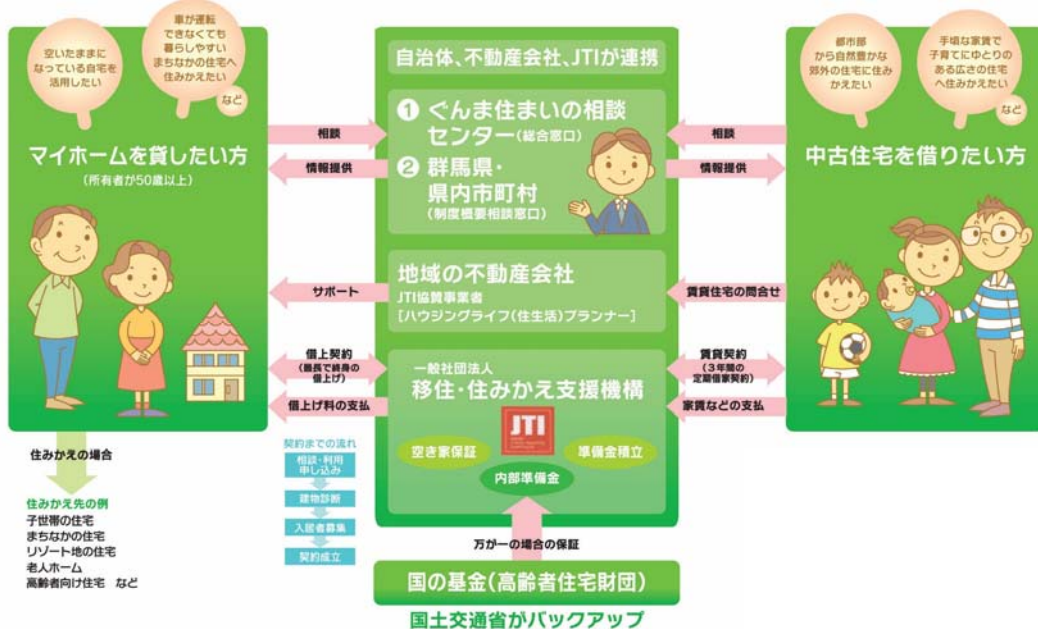 空いたままに
なっている自宅を
活用したい
車が運転
できなくても
暮らしやすい
まちなかの住宅へ
住みかえたい
など
マイホームを貸したい方
(所有者が50歳以上)
相談
情報提供
サポート
借上契約
(最長で終身の
借上げ)
借上げ料の支払
自治体、不動産会社、JTIが連携
❶ ぐんま住まいの相談
センター(総合窓口)
❷ 群馬県・
県内市町村
(制度概要相談窓口)
地域の不動産会社
JTI協賛事業者
[ハウジングライフ(住生活)プランナー]
一般社団法人
移住・住みかえ支援機構
JTI
空き家保証
準備金積立
内部準備金
相談
情報提供
賃貸住宅の問合せ
賃貸契約
(3年間の
定期借家契約)
家賃などの支払
都市部
から自然豊かな
郊外の住宅に住み
かえたい
手頃な家賃で
子育てにゆとりの
ある広さの住宅
へ住みかえたい
など
中古住宅を借りたい方
住みかえの場合
住みかえ先の例
子世帯の住宅
まちなかの住宅
リゾート地の住宅
老人ホーム
高齢者向け住宅 など
契約までの流れ
相談・利用
申し込み
建物診断
入居者募集
契約成立
万が一の場合の保証
国の基金(高齢者住宅財団)
国土交通省がバックアップ